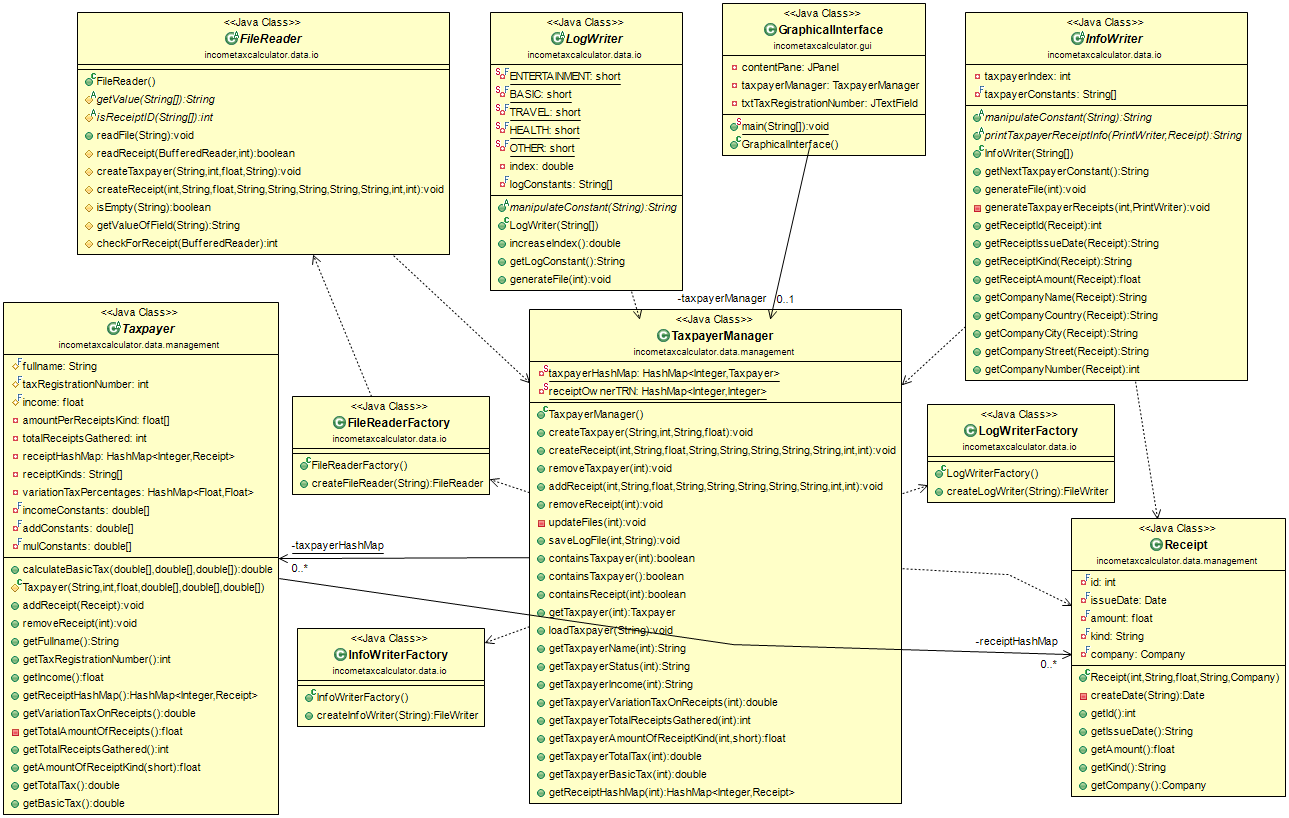 <<Java Class>>
FileReader
incometaxcalculator.data.io
FileReader()
getValue(String[]):String
isReceiptID(String[]):int
readFile(String):void
readReceipt(BufferedReader,int):boolean
createTaxpayer(String,int,float,String):void
createReceipt(int,String,float,String,String,String,String,String,int,int):void
isEmpty(String):boolean
getValueOfField(String):String
checkForReceipt(BufferedReader):int
<<Java Class>>
LogWriter
incometaxcalculator.data.io
ENTERTAINMENT: short
BASIC: short
TRAVEL: short
HEALTH: short
OTHER: short
index: double
logConstants: String[]
manipulateConstant(String):String
LogWriter(String[])
increaseIndex():double
getLogConstant():String
generateFile(int):void
<<Java Class>>
GraphicalInterface
incometaxcalculator.gui
contentPane: JPanel
taxpayerManager: TaxpayerManager
txtTaxRegistrationNumber: JTextField
main(String[]):void
GraphicalInterface()
<<Java Class>>
InfoWriter
incometaxcalculator.data.io
taxpayerIndex: int
taxpayerConstants: String[]
manipulateConstant(String):String
printTaxpayerReceiptInfo(PrintWriter,Receipt):String
InfoWriter(String[])
getNextTaxpayerConstant():String
generateFile(int):void
generateTaxpayerReceipts(int,PrintWriter):void
getReceiptId(Receipt):int
getReceiptIssueDate(Receipt):String
getReceiptKind(Receipt):String
getReceiptAmount(Receipt):float
getCompanyName(Receipt):String
getCompanyCountry(Receipt):String
getCompanyCity(Receipt):String
getCompanyStreet(Receipt):String
getCompanyNumber(Receipt):int
-taxpayerManager
0..1
<<Java Class>>
Taxpayer
incometaxcalculator.data.management
fullname: String
taxRegistrationNumber: int
income: float
amountPerReceiptsKind: float[]
totalReceiptsGathered: int
receiptHashMap: HashMap<Integer,Receipt>
receiptKinds: String[]
variationTaxPercentages: HashMap<Float,Float>
incomeConstants: double[]
addConstants: double[]
mulConstants: double[]
calculateBasicTax(double[],double[],double[]):double
Taxpayer(String,int,float,double[],double[],double[])
addReceipt(Receipt):void
removeReceipt(int):void
getFullname():String
getTaxRegistrationNumber():int
getIncome():float
getReceiptHashMap():HashMap<Integer,Receipt>
getVariationTaxOnReceipts():double
getTotalAmountOfReceipts():float
getTotalReceiptsGathered():int
getAmountOfReceiptKind(short):float
getTotalTax():double
getBasicTax():double
<<Java Class>>
FileReaderFactory
incometaxcalculator.data.io
FileReaderFactory()
createFileReader(String):FileReader
-taxpayerHashMap
0..*
<<Java Class>>
InfoWriterFactory
incometaxcalculator.data.io
InfoWriterFactory()
createInfoWriter(String):FileWriter
<<Java Class>>
TaxpayerManager
incometaxcalculator.data.management
taxpayerHashMap: HashMap<Integer,Taxpayer>
receiptOwnerTRN: HashMap<Integer,Integer>
TaxpayerManager()
createTaxpayer(String,int,String,float):void
createReceipt(int,String,float,String,String,String,String,String,int,int):void
removeTaxpayer(int):void
addReceipt(int,String,float,String,String,String,String,String,int,int):void
removeReceipt(int):void
updateFiles(int):void
saveLogFile(int,String):void
containsTaxpayer(int):boolean
containsTaxpayer():boolean
containsReceipt(int):boolean
getTaxpayer(int):Taxpayer
loadTaxpayer(String):void
getTaxpayerName(int):String
getTaxpayerStatus(int):String
getTaxpayerIncome(int):String
getTaxpayerVariationTaxOnReceipts(int):double
getTaxpayerTotalReceiptsGathered(int):int
getTaxpayerAmountOfReceiptKind(int,short):float
getTaxpayerTotalTax(int):double
getTaxpayerBasicTax(int):double
getReceiptHashMap(int):HashMap<Integer,Receipt>
<<Java Class>>
LogWriterFactory
incometaxcalculator.data.io
LogWriterFactory()
createLogWriter(String):FileWriter
-receiptHashMap
0..*
<<Java Class>>
Receipt
incometaxcalculator.data.management
id: int
issueDate: Date
amount: float
kind: String
company: Company
Receipt(int,String,float,String,Company)
createDate(String):Date
getId():int
getIssueDate():String
getAmount():float
getKind():String
getCompany():Company